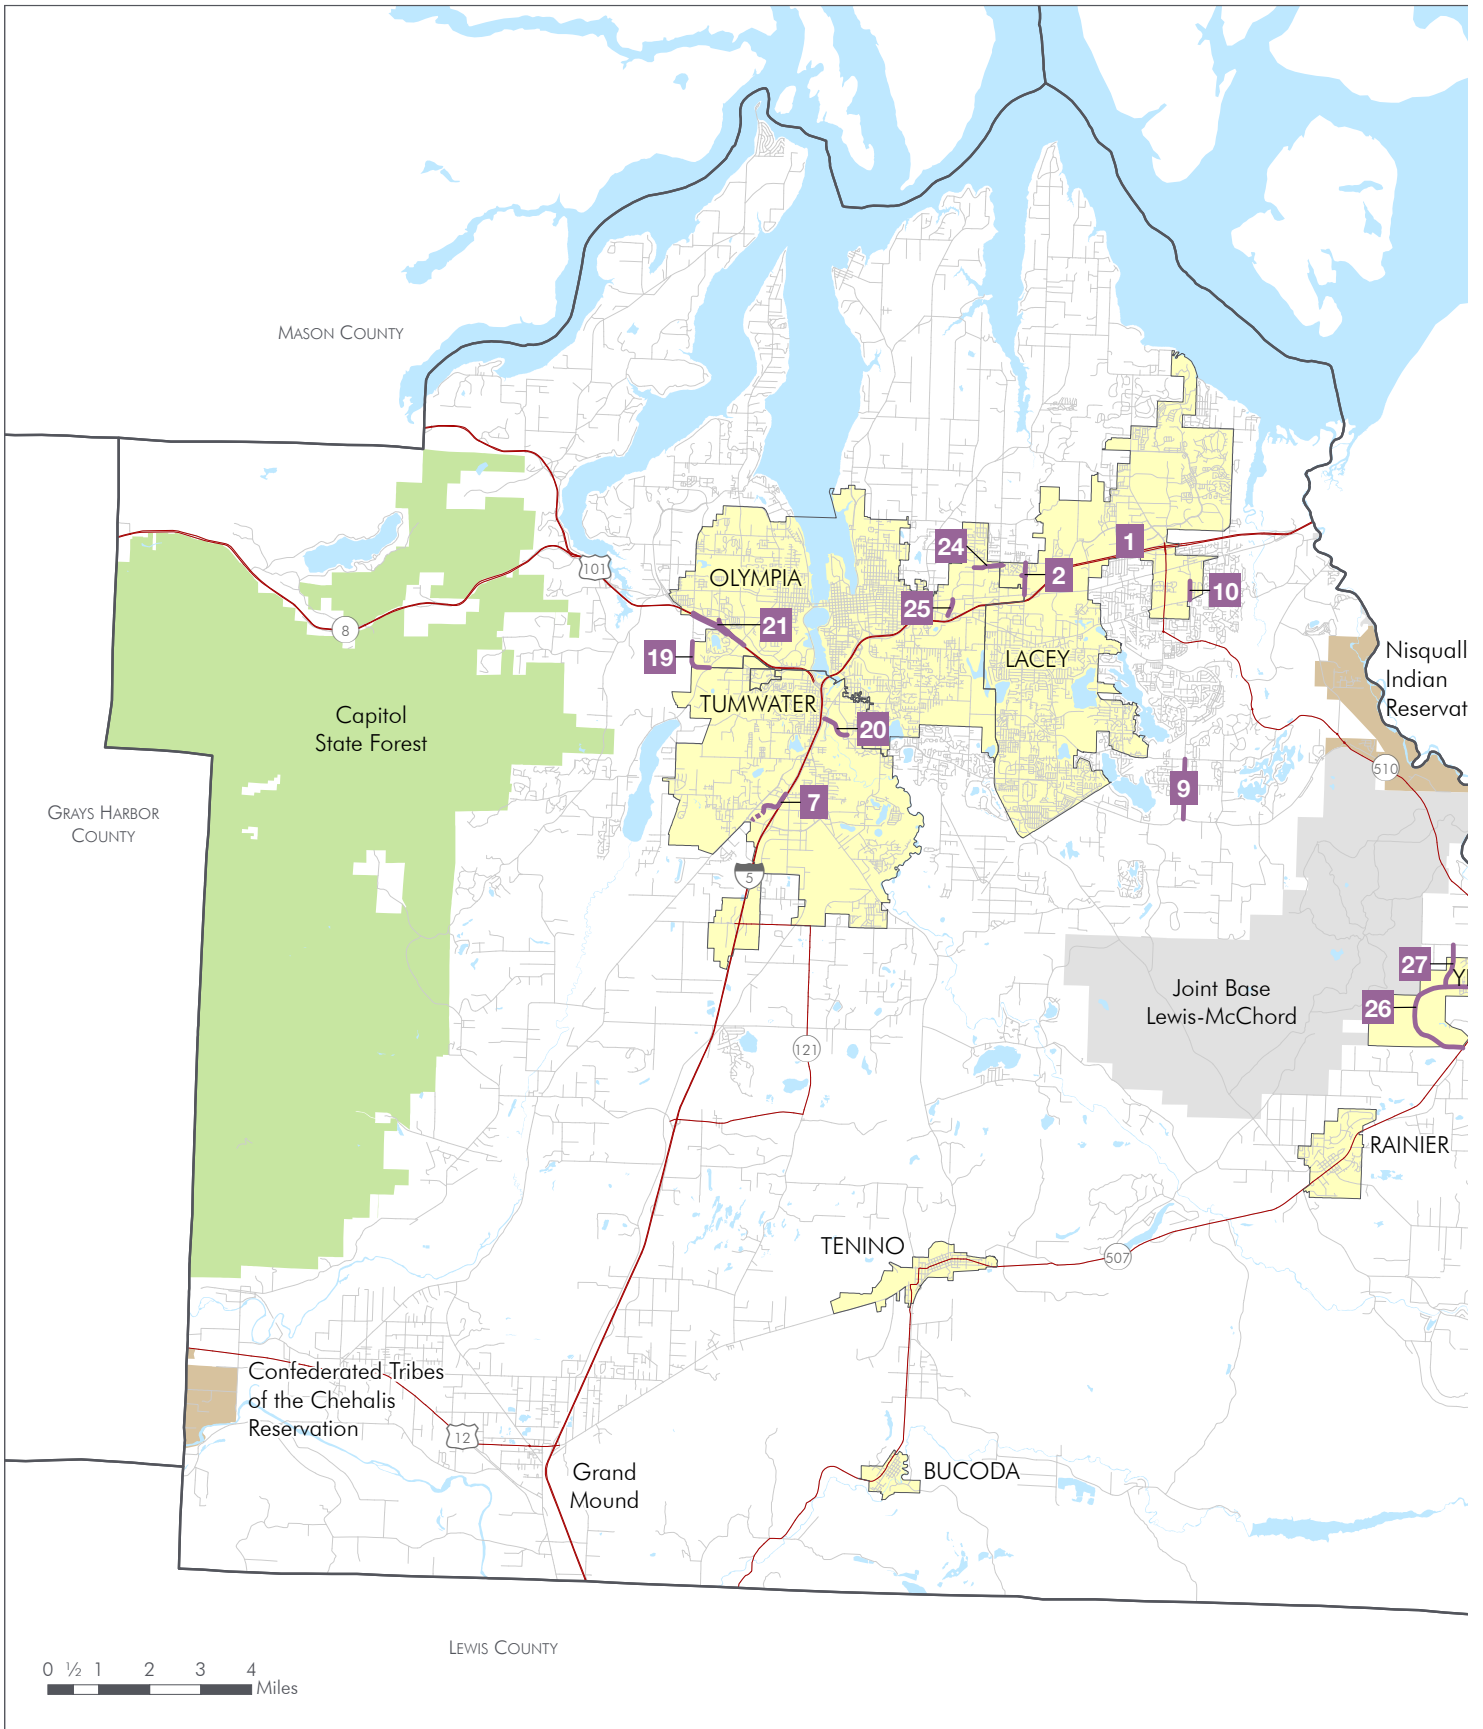 MASON COUNTY
101
8
OLYMPIA
24
1
2
10
25
21
19
LACEY
TUMWATER
20
Nisquall
Indian
Reservat
Capitol
State Forest
510
9
7
GRAYS HARBOR
COUNTY
5
27
Y
26
Joint Base
Lewis-McChord
121
RAINIER
TENINO
507
Confederated Tribes
of the Chehalis
Reservation
12
Grand
Mound
BUCODA
LEWIS COUNTY
0 ½ 1 2 3 4
Miles